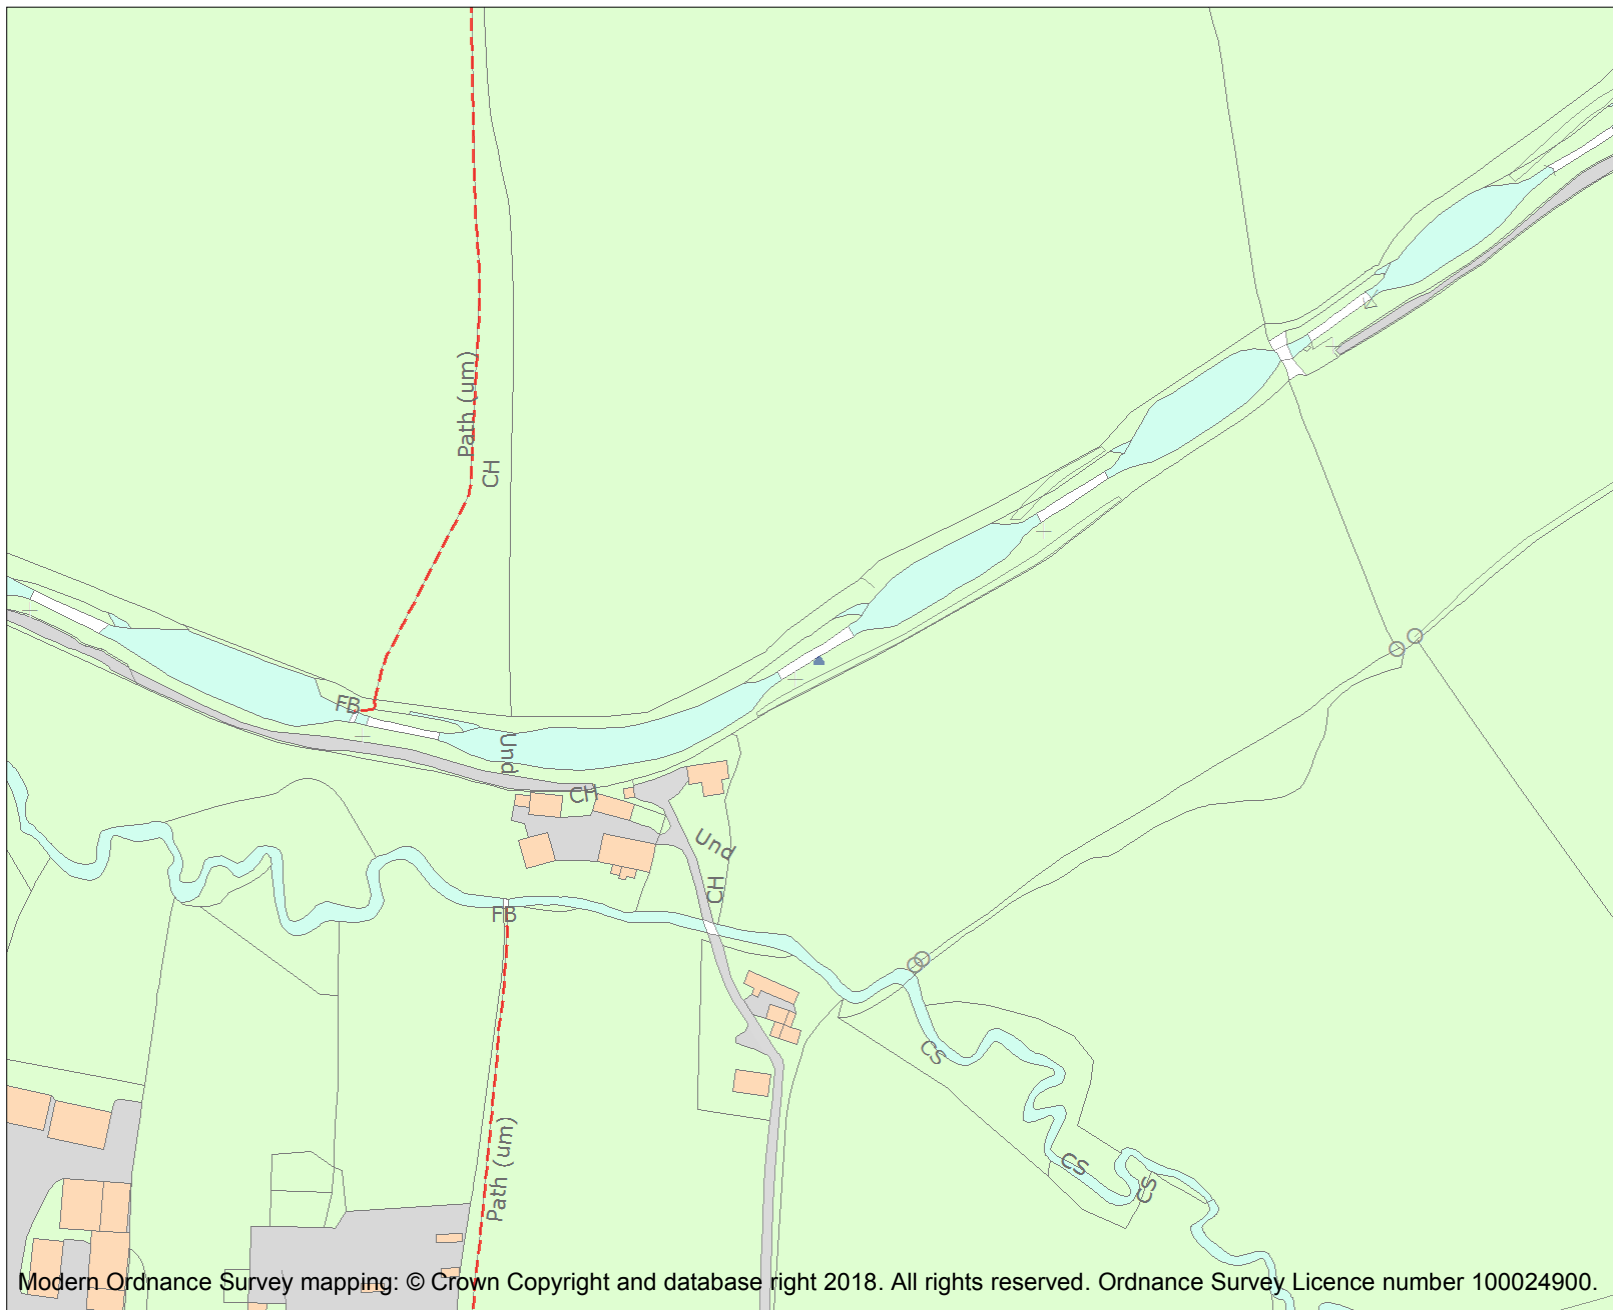 Path (um)
CH
FB
Und
CH
Und
CH
FB
CS
CS
CS
Path (um)
Modern Ordnance Survey mapping: © Crown Copyright and database right 2018. All rights reserved. Ordnance Survey Licence number 100024900.